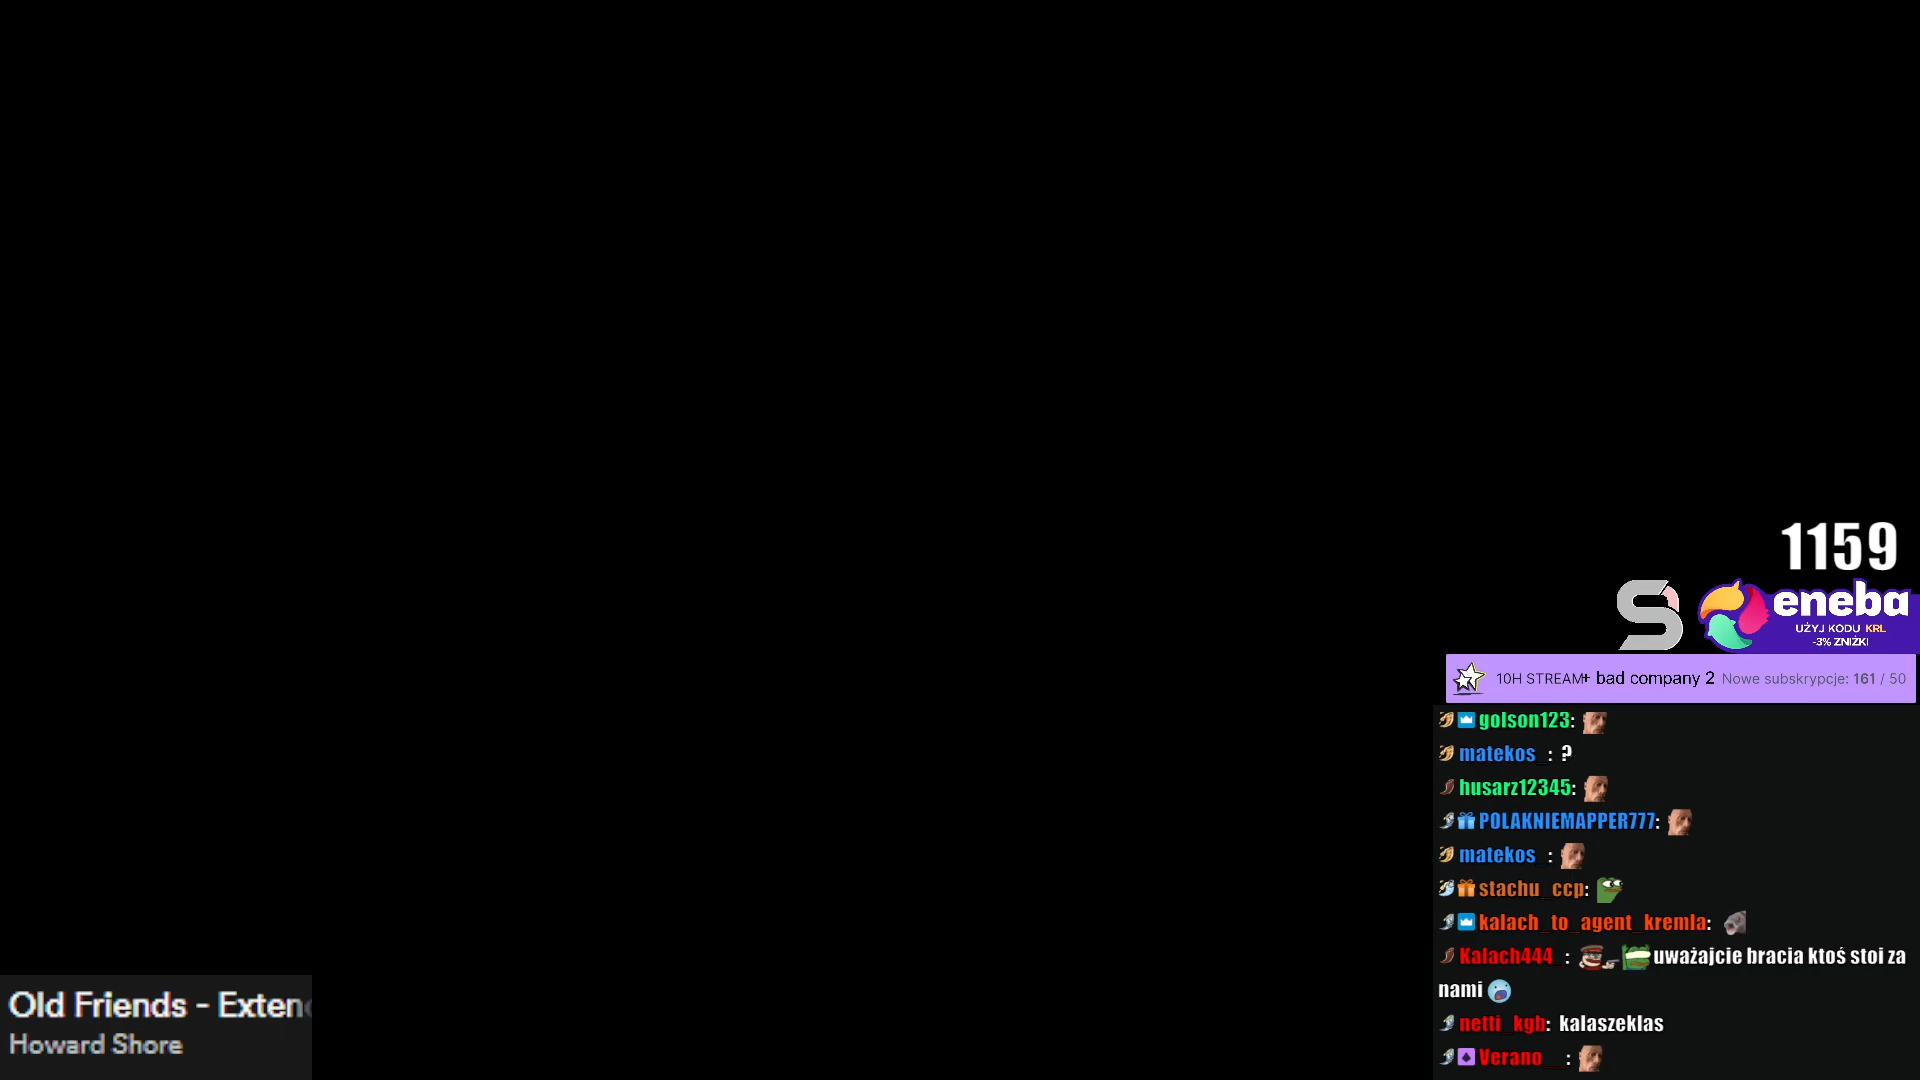 1159
eneba
UŻYJ KODU KRL
-3% ZNIŻKI
10H STREAM + bad company 2 Nowe subskrypcje: 161 / 50
golson123:
matekos_: ?
husarz12345:
POLAKNIEMAPPER777:
matekos_:
stachu_ccp:
kalach_to_agent_kremla:
Kalach444_: uważajcie bracia ktoś stoi za
nami
netti_kgb: kalaszeklas
Verano__:
Old Friends - Exten
Howard Shore